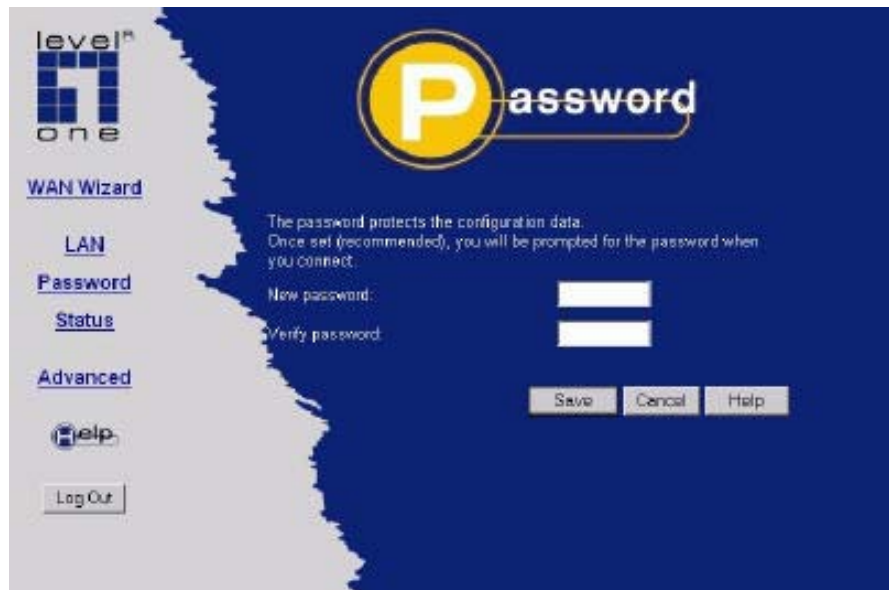 level®
one
WAN Wizard
LAN
Password
Status
Advanced
Help
Log Out
Password
The password protects the configuration data.
Once set (recommended), you will be prompted for the password when
you connect.
New password:
Verify password:
Save Cancel Help